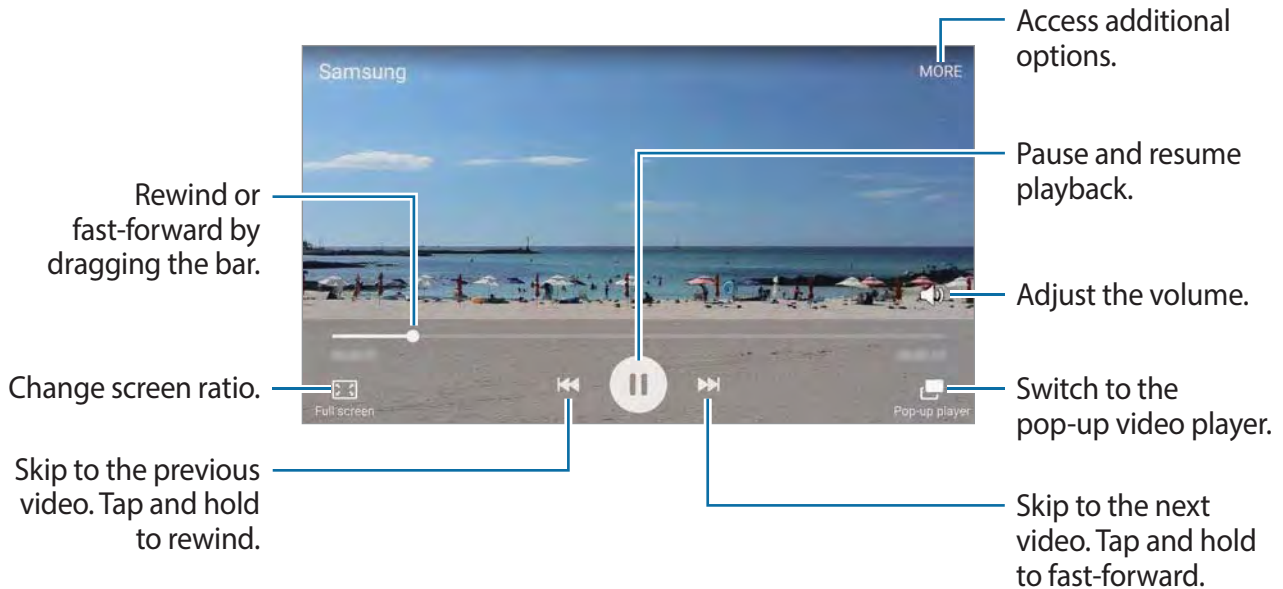 Access additional
options.
Samsung
MORE
Pause and resume
playback.
Rewind or
fast-forward by
dragging the bar.
Adjust the volume.
Change screen ratio.
Full screen
Pop-up player
Switch to the
pop-up video player.
Skip to the previous
video. Tap and hold
to rewind.
Skip to the next
video. Tap and hold
to fast-forward.